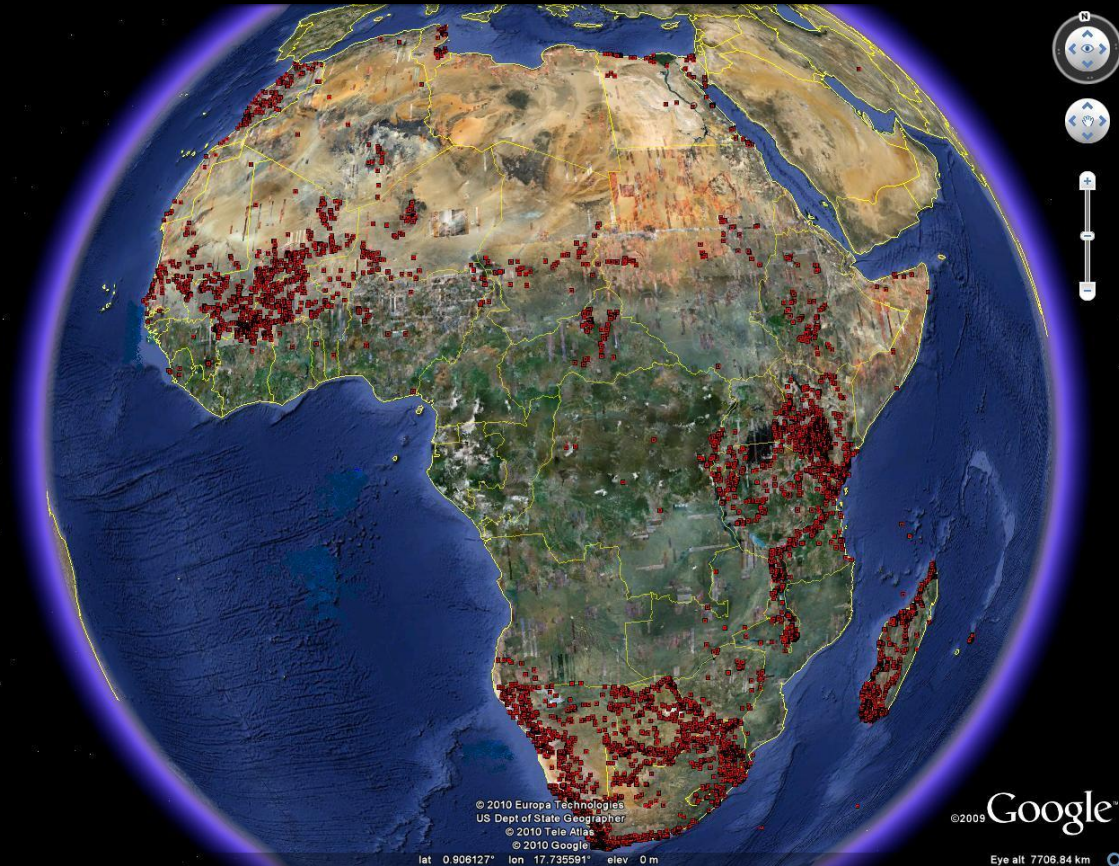 N
© 2010 Europa Technologies
US Dept of State Geographer
© 2010 Tele Atlas
© 2010 Google
©2009 Google
lat 0.906127° lon 17.735591° elev 0 m
Eye alt 7706.84 km